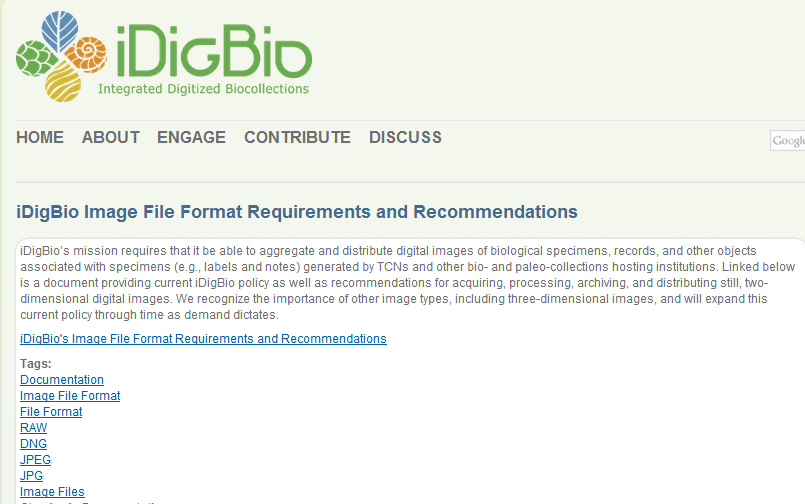 iDigBio
Integrated Digitized Biocollections
HOME ABOUT ENGAGE CONTRIBUTE DISCUSS
iDigBio Image File Format Requirements and Recommendations
iDigBio's mission requires that it be able to aggregate and distribute digital images of biological specimens, records, and other objects
associated with specimens (e.g., labels and notes) generated by TCNs and other bio- and paleo-collections hosting institutions. Linked below
is a document providing current iDigBio policy as well as recommendations for acquiring, processing, archiving, and distributing still, two-
dimensional digital images. We recognize the importance of other image types, including three-dimensional images, and will expand this
current policy through time as demand dictates.
iDigBio's Image File Format Requirements and Recommendations
Tags:
Documentation
Image File Format
File Format
RAW
DNG
JPEG
JPG
Image Files